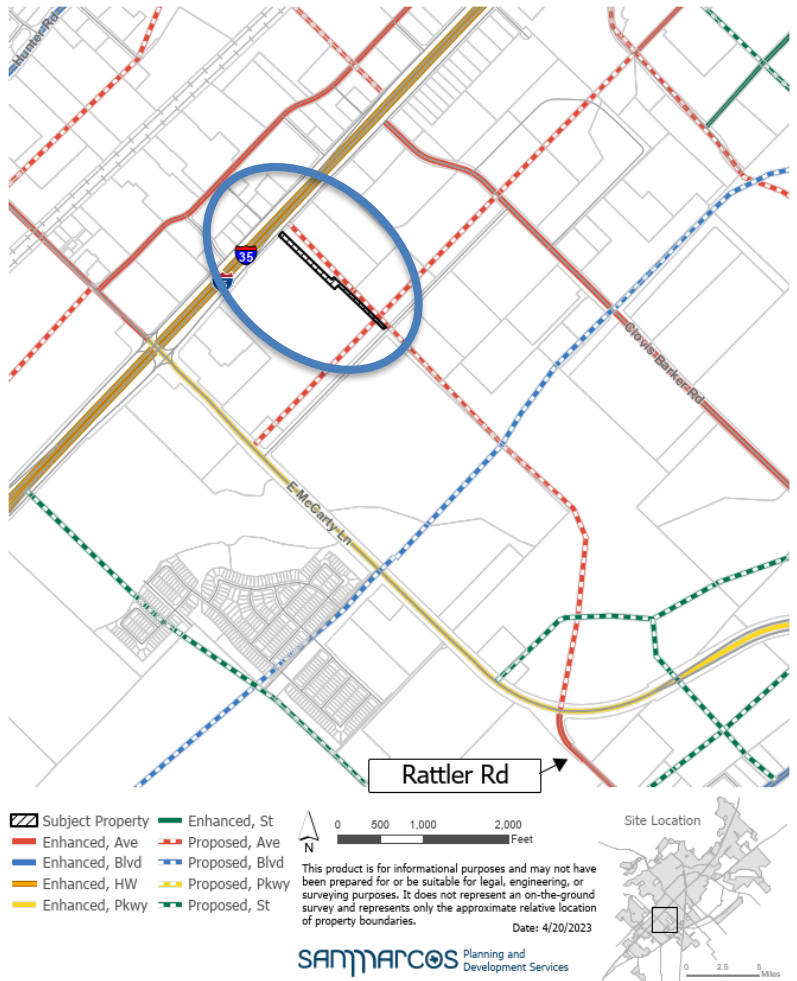 Hunter Rd
35
35
Clovis Barker Rd
E McCarty Ln
Rattler Rd
Subject Property
Enhanced, Ave
Enhanced, Blvd
Enhanced, HW
Enhanced, Pkwy
Enhanced, St
Proposed, Ave
Proposed, Blvd
Proposed, Pkwy
Proposed, St
N
0 500 1,000 2,000
Feet
This product is for informational purposes and may not have
been prepared for or be suitable for legal, engineering, or
surveying purposes. It does not represent an on-the-ground
survey and represents only the approximate relative location
of property boundaries.
Date: 4/20/2023
SAN MARCOS
Planning and
Development Services
Site Location
0 2.5 5
Miles